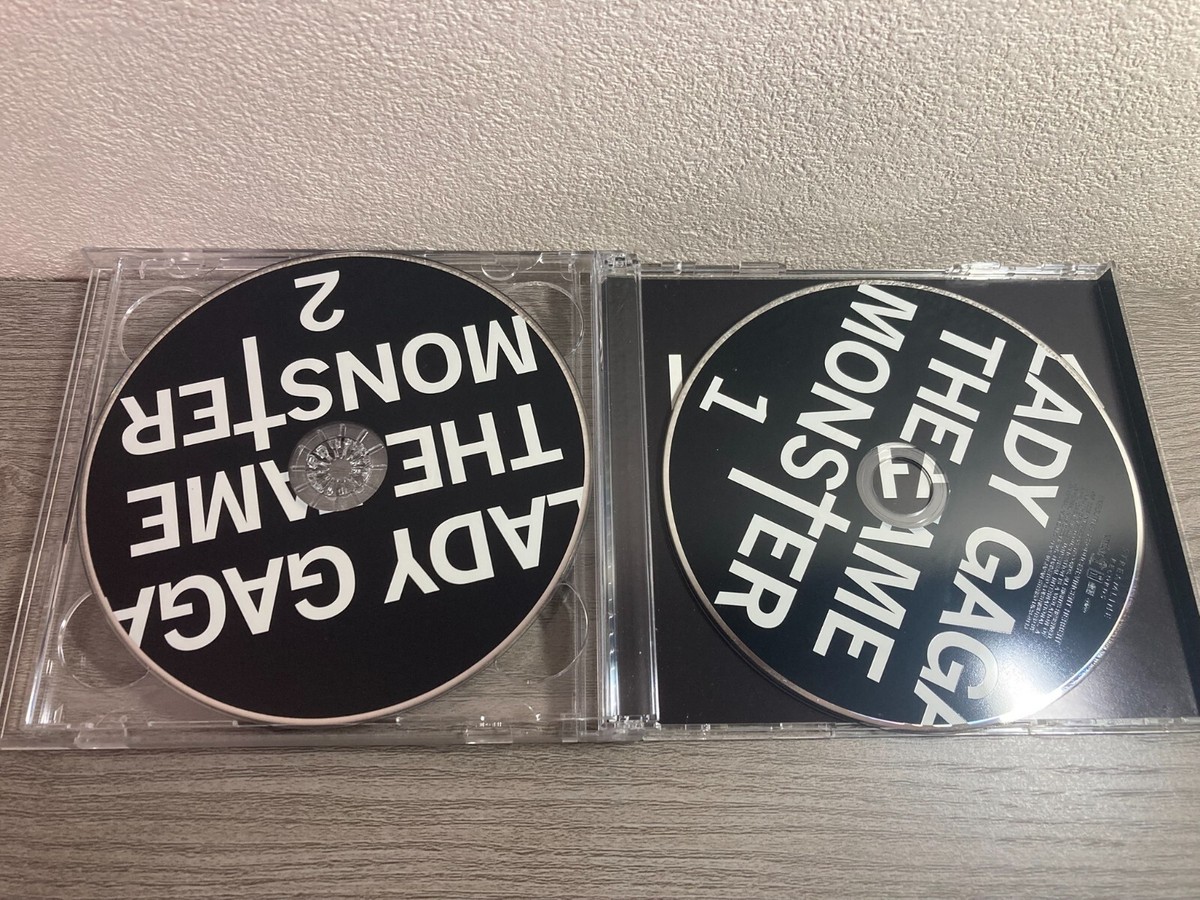 LADY GAGA
THE FAME
MONSTER
2
LADY GAGA
THE FAME
MONSTER
1